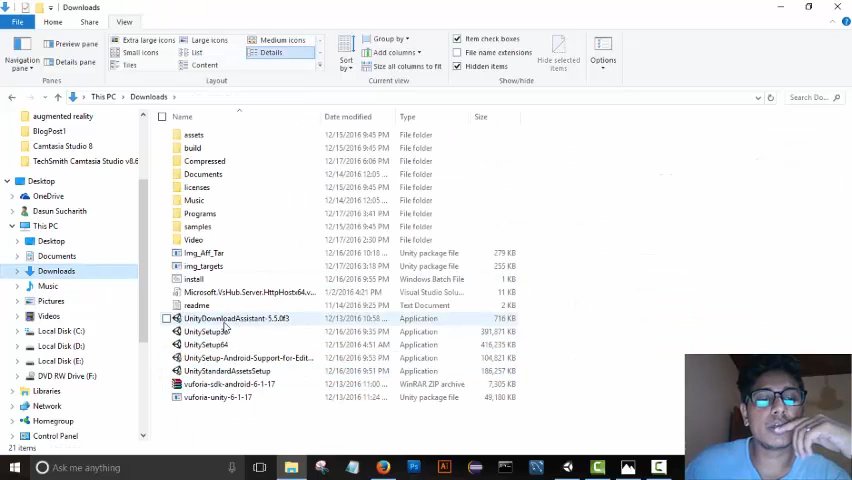 Downloads
File
Home
Share
View
Navigation pane
Preview pane
Details pane
Panes
Extra large icons
Large icons
Medium icons
Small icons
List
Details
Tiles
Content
Layout
Sort by
Group by
Add columns
Size all columns to fit
Current view
Item check boxes
File name extensions
Hidden items
Hide selected items
Show/hide
Options
This PC
Downloads
Search Do...
augmented reality
BlogPost1
Camtasia Studio 8
TechSmith Camtasia Studio v8.6
Desktop
OneDrive
Dasun Sucharith
This PC
Desktop
Documents
Downloads
Music
Pictures
Videos
Local Disk (C:)
Local Disk (D:)
Local Disk (E:)
DVD RW Drive (F:)
Libraries
Network
Homegroup
Control Panel
Name Date modified Type Size
assets 12/15/2016 9:45 PM File folder
build 12/15/2016 9:45 PM File folder
Compressed 12/17/2016 6:06 PM File folder
Documents 12/14/2016 12:05 ... File folder
licenses 12/15/2016 9:45 PM File folder
Music 12/14/2016 12:05 ... File folder
Programs 12/17/2016 3:41 PM File folder
samples 12/15/2016 9:45 PM File folder
Video 12/17/2016 2:30 PM File folder
Img_Aff_Tar 12/16/2016 10:18 ... Unity package file 279 KB
img_targets 12/17/2016 3:18 PM Unity package file 255 KB
install 12/16/2016 9:55 PM Windows Batch File
Microsoft.VsHub.Server.HttpHostx64.v... 1/2/2016 4:21 PM Visual Studio Solu...
readme 11/14/2016 9:25 PM Text Document 2 KB
UnityDownloadAssistant-5.5.0f3 12/13/2016 10:58 ... Application 716 KB
UnitySetup32 12/16/2016 9:35 PM Application 391,871 KB
UnitySetup64 12/16/2016 9:30 PM Application 416,235 KB
UnitySetup-Android-Support-for-Edit... 12/16/2016 9:53 PM Application 104,821 KB
UnityStandardAssetsSetup 12/16/2016 9:45 PM Application 186,257 KB
vuforia-sdk-android-6-1-17 12/13/2016 11:00 ... WinRAR ZIP archive 7,305 KB
vuforia-unity-6-1-17 12/13/2016 11:24 ... Unity package file 49,180 KB
21 items
Ask me anything